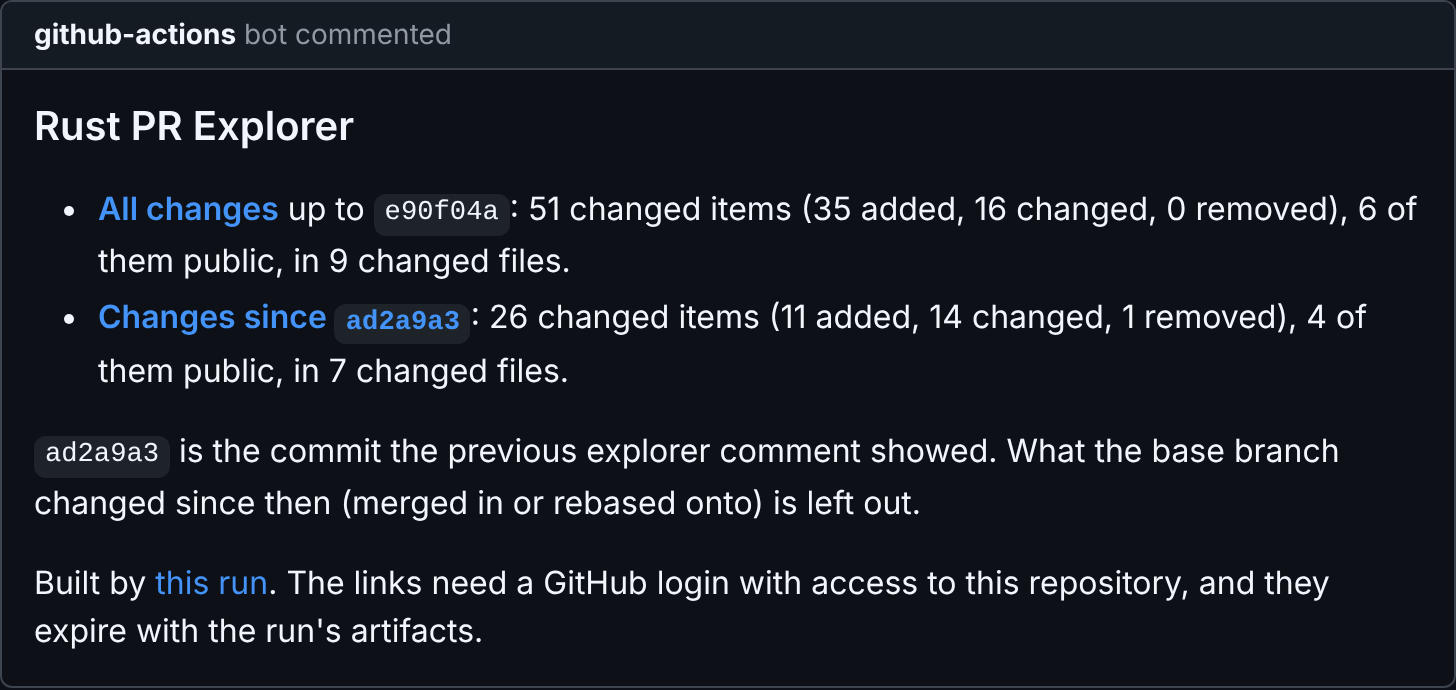 github-actions bot commented
Rust PR Explorer
• All changes up to e90f04a: 51 changed items (35 added, 16 changed, 0 removed), 6 of
them public, in 9 changed files.
• Changes since ad2a9a3: 26 changed items (11 added, 14 changed, 1 removed), 4 of
them public, in 7 changed files.
ad2a9a3 is the commit the previous explorer comment showed. What the base branch
changed since then (merged in or rebased onto) is left out.
Built by this run. The links need a GitHub login with access to this repository, and they
expire with the run's artifacts.